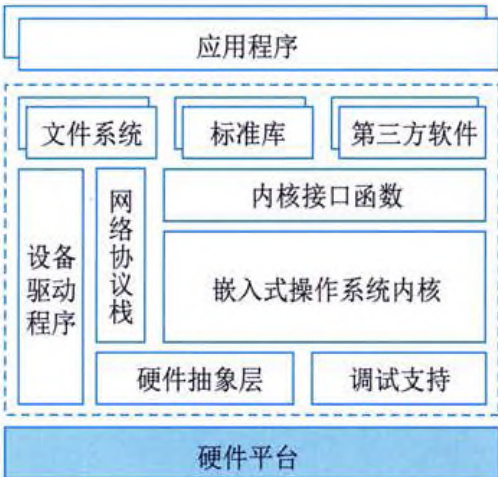 应用程序
文件系统
标准库
第三方软件
设备
驱动
程序
网络协议栈
内核接口函数
嵌入式操作系统内核
硬件抽象层
调试支持
硬件平台